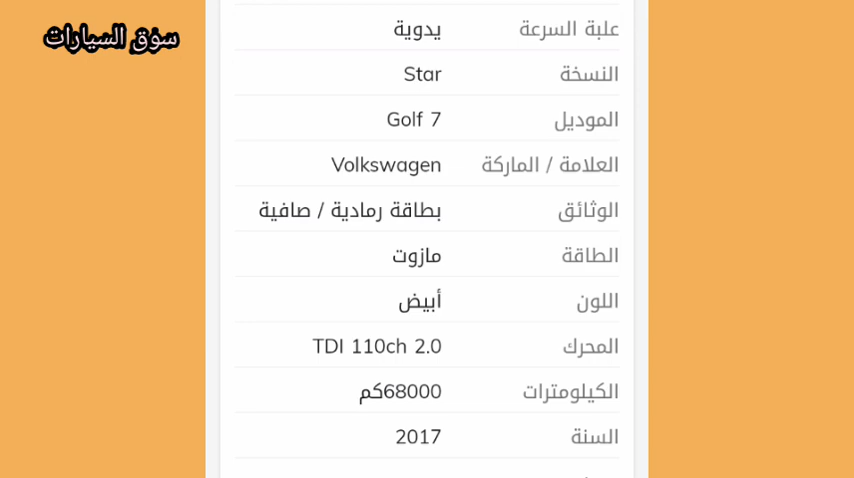 سوق السيارات
علبة السرعة يدوية
النسخة Star
الموديل Golf 7
العلامة / الماركة Volkswagen
الوثائق بطاقة رمادية / صافية
الطاقة مازوت
اللون أبيض
المحرك 2.0 TDI 110ch
الكيلومترات 68000كم
السنة 2017